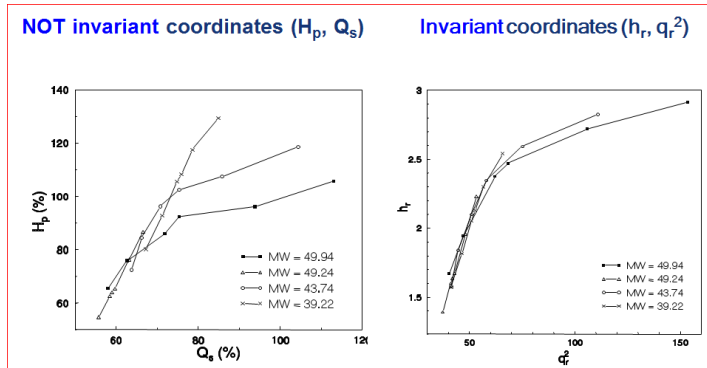 NOT invariant coordinates (Hp, Qs)
Invariant coordinates (hr, qr²)
140
120
100
80
60
Hp (%)
MW = 49.94
MW = 49.24
MW = 43.74
MW = 39.22
60
80
100
120
Qs (%)
3
2.5
2
1.5
hr
MW = 49.94
MW = 49.24
MW = 43.74
MW = 39.22
50
100
150
qr²